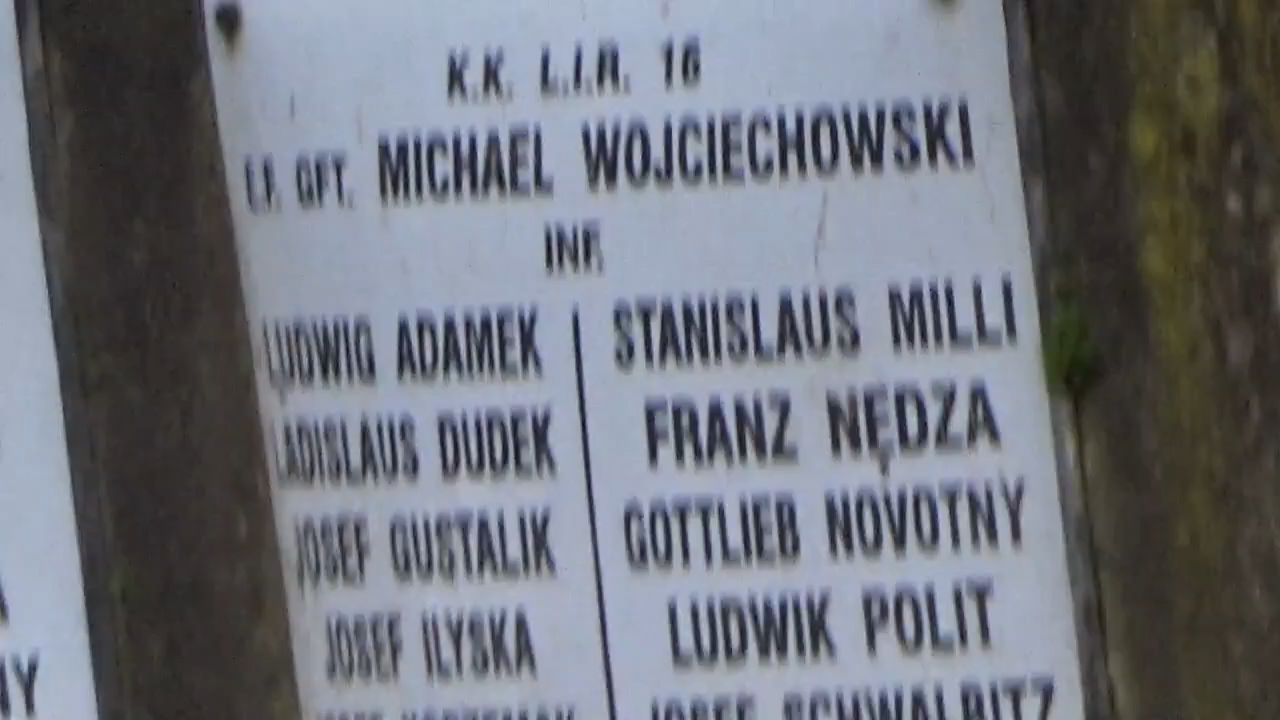 K.K. L.I.R. 16
E.F. GFT. MICHAEL WOJCIECHOWSKI
INF.
LUDWIG ADAMEK
LADISLAUS DUDEK
JOSEF GUSTALIK
JOSEF ILYSKA
STANISLAUS MILLI
FRANZ NĘDZA
GOTTLIEB NOVOTNÝ
LUDWIK POLIT
JOSEF SCHWALBITZ